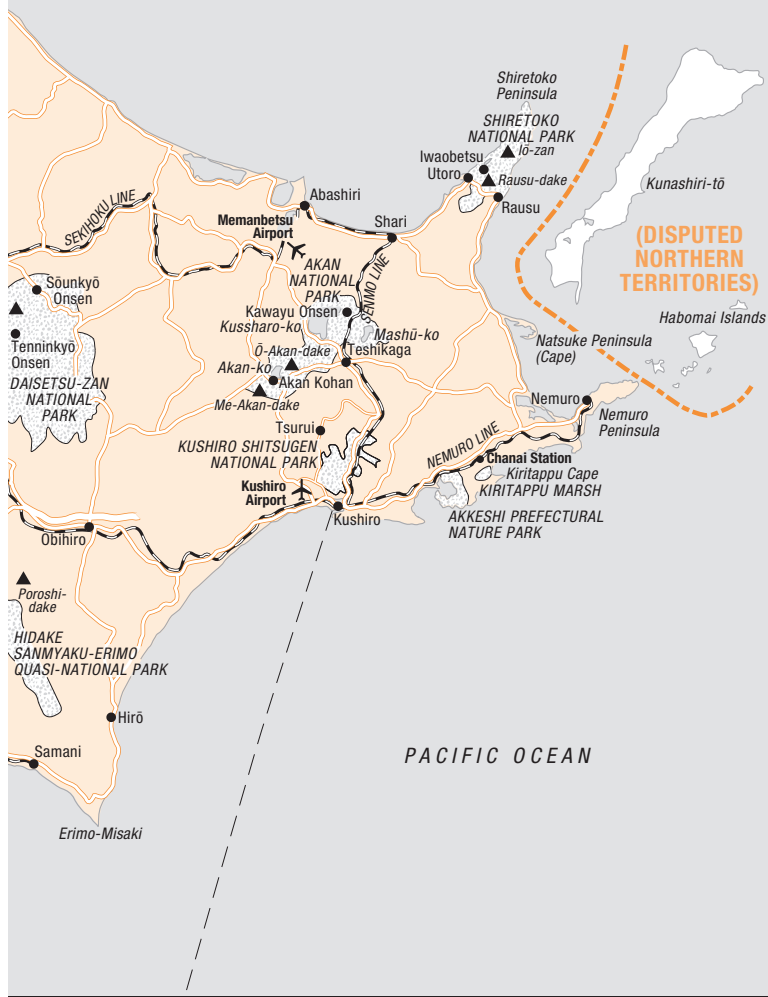 Shiretoko
Peninsula
SHIRETOKO
NATIONAL PARK
Iō-zan
Iwaobetsu
Utoro
Rausu-dake
Rausu
Kunashiri-tō
Abashiri
Memanbetsu
Airport
Shari
SEKIHOKU LINE
(DISPUTED
NORTHERN
TERRITORIES)
AKAN
NATIONAL
PARK
SENMO LINE
Sōunkyō
Onsen
Kawayu Onsen
Kussharo-ko
Mashū-ko
Habomai Islands
Natsuke Peninsula
(Cape)
Tenninkyō
Onsen
Ō-Akan-dake
Teshikaga
Akan-ko
Akan Kohan
DAISETSU-ZAN
NATIONAL
PARK
Me-Akan-dake
Nemuro
Nemuro
Peninsula
Tsurui
KUSHIRO SHITSUGEN
NATIONAL PARK
NEMURO LINE
Chanai Station
Kiritappu Cape
KIRITAPPU MARSH
Kushiro
Airport
Kushiro
AKKESHI PREFECTURAL
NATURE PARK
Obihiro
Poroshi-
dake
HIDAKE
SANMYAKU-ERIMO
QUASI-NATIONAL PARK
Hirō
Samani
PACIFIC OCEAN
Erimo-Misaki